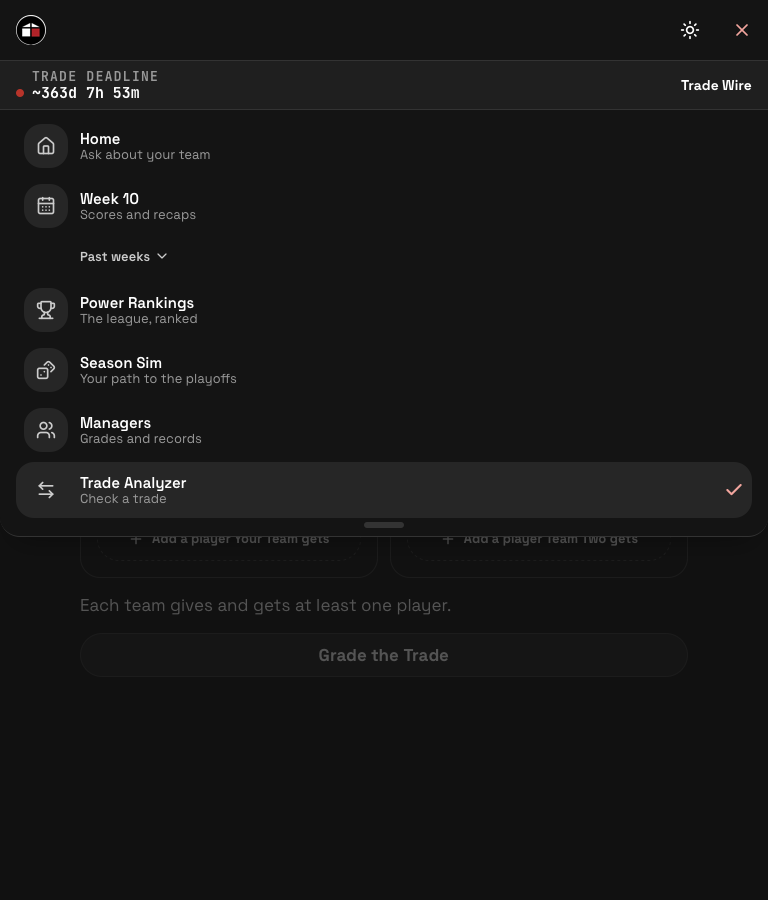 TRADE DEADLINE
~363d 7h 53m
Trade Wire
Home
Ask about your team
Week 10
Scores and recaps
Past weeks
Power Rankings
The league, ranked
Season Sim
Your path to the playoffs
Managers
Grades and records
Trade Analyzer
Check a trade
Add a player Your Team gets
Add a player Team Two gets
Each team gives and gets at least one player.
Grade the Trade